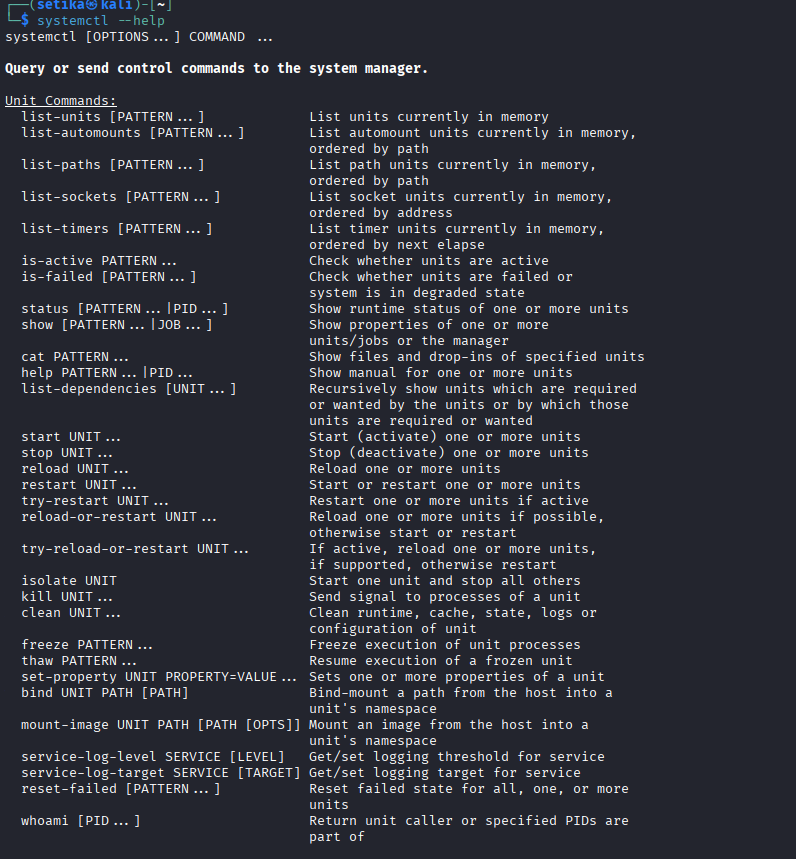 ┌──(setika㉿kali)-[~]
└─$ systemctl --help
systemctl [OPTIONS...] COMMAND ...

Query or send control commands to the system manager.

Unit Commands:
  list-units [PATTERN...]             List units currently in memory
  list-automounts [PATTERN...]        List automount units currently in memory,
                                      ordered by path
  list-paths [PATTERN...]             List path units currently in memory,
                                      ordered by path
  list-sockets [PATTERN...]           List socket units currently in memory,
                                      ordered by address
  list-timers [PATTERN...]            List timer units currently in memory,
                                      ordered by next elapse
  is-active PATTERN...                Check whether units are active
  is-failed [PATTERN...]              Check whether units are failed or
                                      system is in degraded state
  status [PATTERN...|PID...]          Show runtime status of one or more units
  show [PATTERN...|JOB...]            Show properties of one or more
                                      units/jobs or the manager
  cat PATTERN...                      Show files and drop-ins of specified units
  help PATTERN...|PID...              Show manual for one or more units
  list-dependencies [UNIT...]         Recursively show units which are required
                                      or wanted by the units or by which those
                                      units are required or wanted
  start UNIT...                       Start (activate) one or more units
  stop UNIT...                        Stop (deactivate) one or more units
  reload UNIT...                      Reload one or more units
  restart UNIT...                     Start or restart one or more units
  try-restart UNIT...                 Restart one or more units if active
  reload-or-restart UNIT...           Reload one or more units if possible,
                                      otherwise start or restart
  try-reload-or-restart UNIT...       If active, reload one or more units,
                                      if supported, otherwise restart
  isolate UNIT                        Start one unit and stop all others
  kill UNIT...                        Send signal to processes of a unit
  clean UNIT...                       Clean runtime, cache, state, logs or
                                      configuration of unit
  freeze PATTERN...                   Freeze execution of unit processes
  thaw PATTERN...                     Resume execution of a frozen unit
  set-property UNIT PROPERTY=VALUE... Sets one or more properties of a unit
  bind UNIT PATH [PATH]               Bind-mount a path from the host into a
                                      unit's namespace
  mount-image UNIT PATH [PATH [OPTS]] Mount an image from the host into a
                                      unit's namespace
  service-log-level SERVICE [LEVEL]   Get/set logging threshold for service
  service-log-target SERVICE [TARGET] Get/set logging target for service
  reset-failed [PATTERN...]           Reset failed state for all, one, or more
                                      units
  whoami [PID...]                     Return unit caller or specified PIDs are
                                      part of